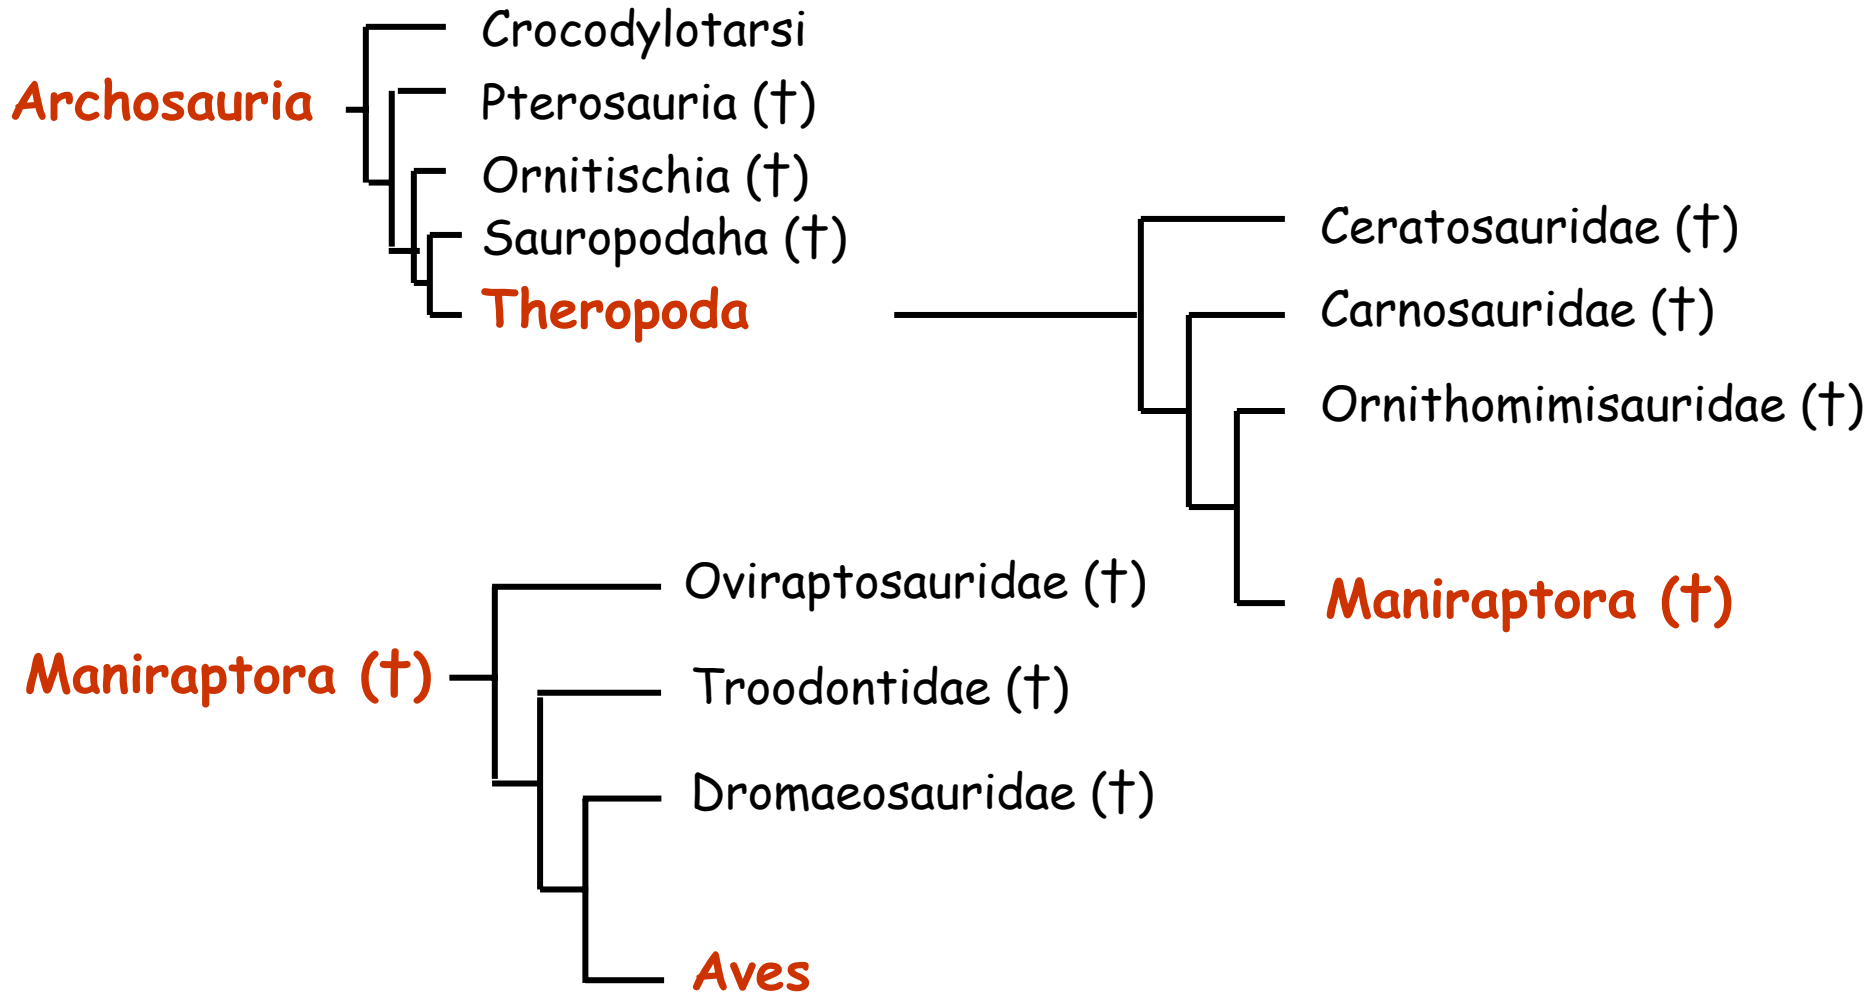 Archosauria
Crocodylotarsi
Pterosauria (†)
Ornitischia (†)
Sauropodaha (†)
Theropoda
Ceratosauridae (†)
Carnosauridae (†)
Ornithomimisauridae (†)
Maniraptora (†)
Maniraptora (†)
Oviraptosauridae (†)
Troodontidae (†)
Dromaeosauridae (†)
Aves